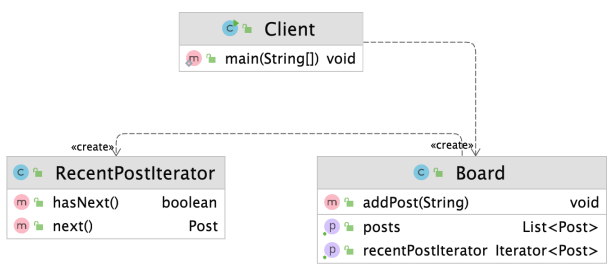 Client
main(String[]) void
«create»
«create»
RecentPostIterator
hasNext() boolean
next() Post
Board
addPost(String) void
posts List<Post>
recentPostIterator Iterator<Post>